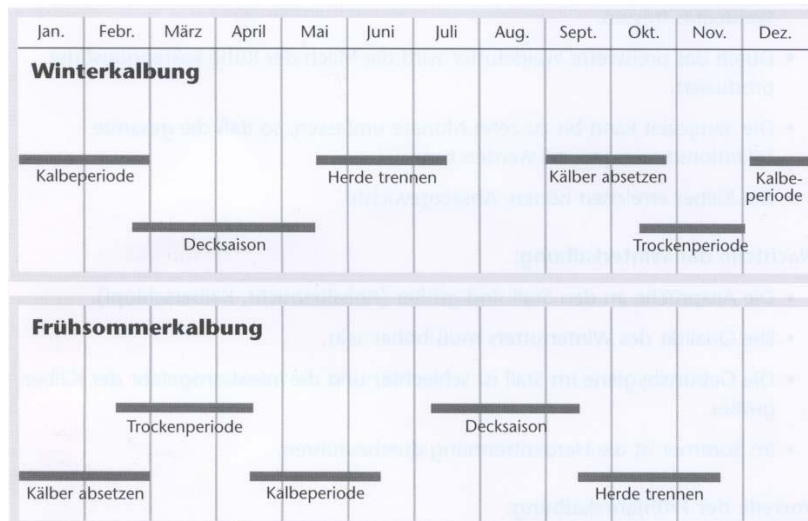 Jan. Febr. März April Mai Juni Juli Aug. Sept. Okt. Nov. Dez.
Winterkalbung
Kalbeperiode Herde trennen Kälber absetzen Kalbe-
periode
Decksaison Trockenperiode
Frühsommerkalbung
Trockenperiode Decksaison
Kälber absetzen Kalbeperiode Herde trennen